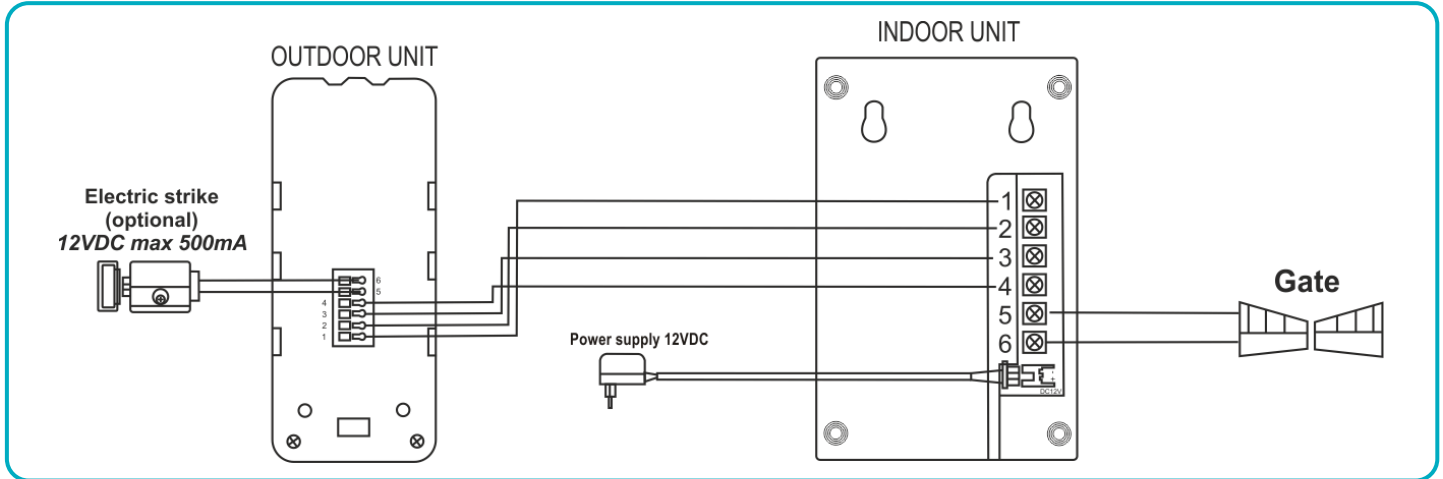 INDOOR UNIT
OUTDOOR UNIT
Electric strike
(optional)
12VDC max 500mA
6
5
4
3
2
1
1
2
3
4
5
6
Gate
Power supply 12VDC
- +
DC12V